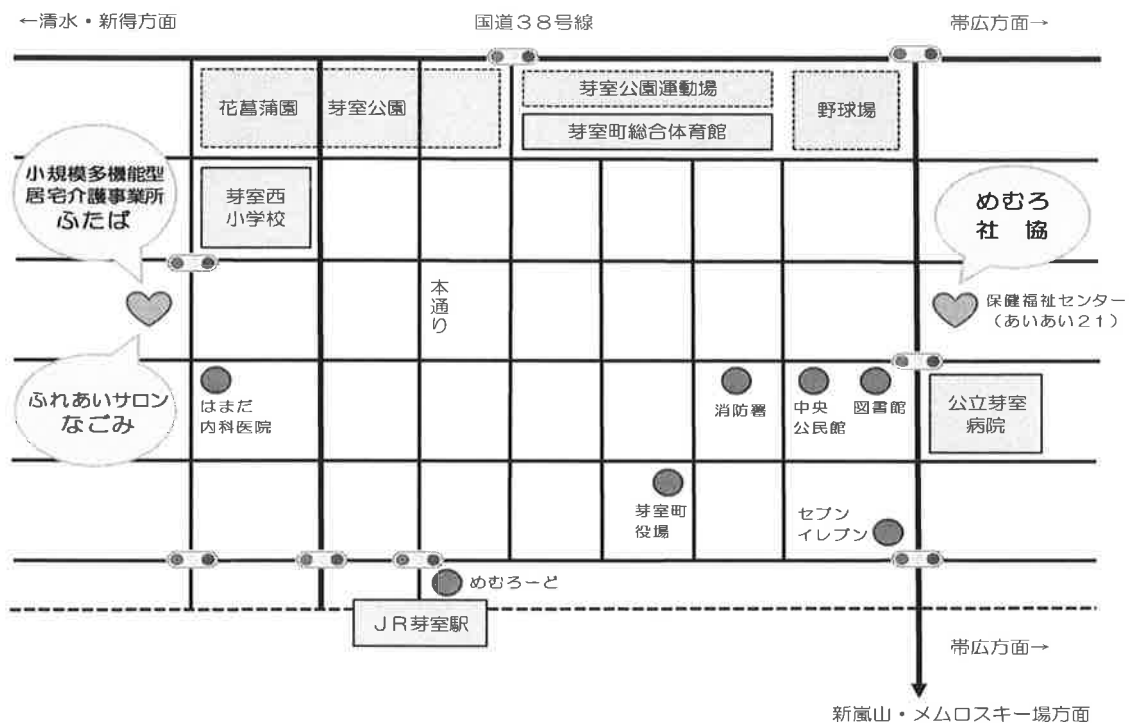 ←清水・新得方面
国道３８号線
帯広方面→
花菖蒲園
芽室公園
芽室公園運動場
芽室町総合体育館
野球場
小規模多機能型
居宅介護事業所
ふたば
芽室西
小学校
めむろ
社　協
本通り
保健福祉センター
（あいあい２１）
ふれあいサロン
なごみ
はまだ
内科医院
消防署
中央
公民館
図書館
公立芽室
病院
芽室町
役場
セブン
イレブン
めむろーど
ＪＲ芽室駅
帯広方面→
新嵐山・メムロスキー場方面